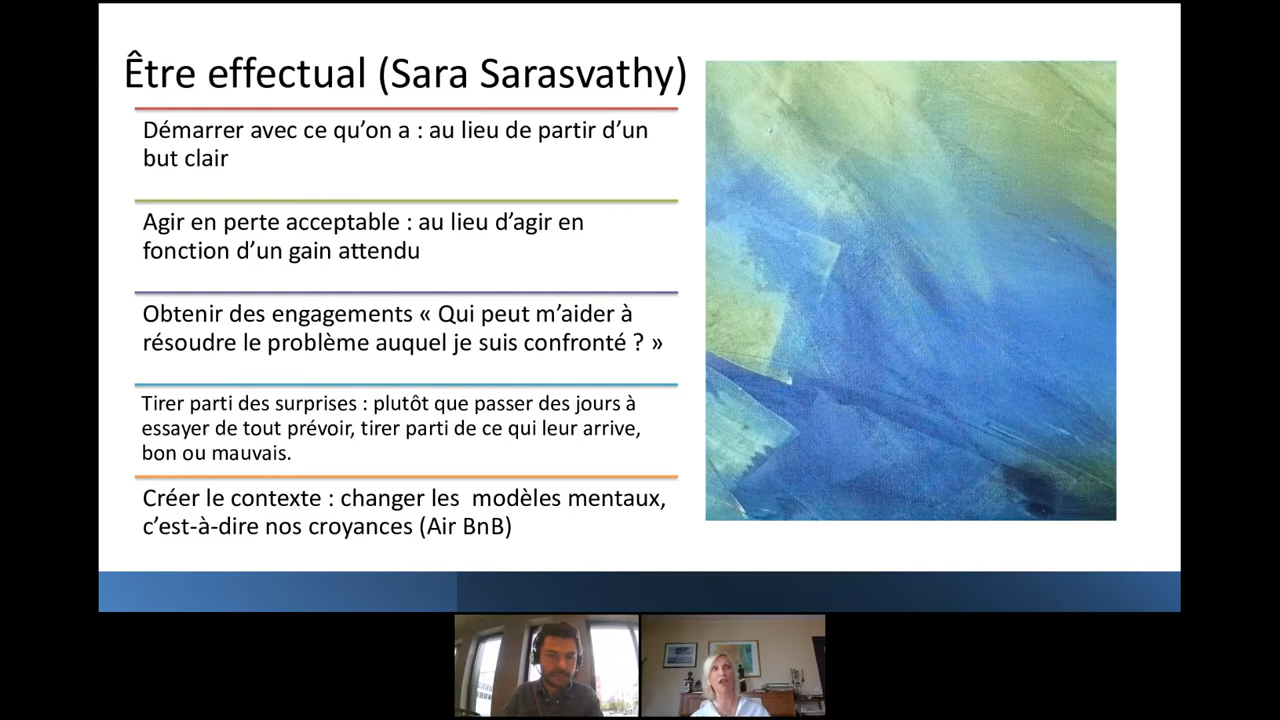 Être effectual (Sara Sarasvathy)
Démarrer avec ce qu’on a : au lieu de partir d’un
but clair
Agir en perte acceptable : au lieu d’agir en
fonction d’un gain attendu
Obtenir des engagements « Qui peut m’aider à
résoudre le problème auquel je suis confronté ? »
Tirer parti des surprises : plutôt que passer des jours à
essayer de tout prévoir, tirer parti de ce qui leur arrive,
bon ou mauvais.
Créer le contexte : changer les  modèles mentaux,
c’est-à-dire nos croyances (Air BnB)